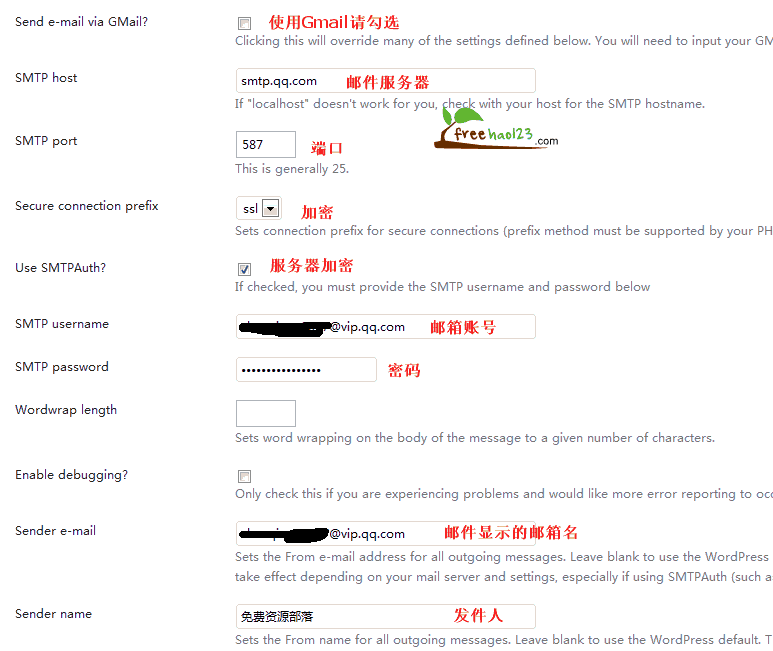 Send e-mail via GMail?
使用Gmail请勾选
Clicking this will override many of the settings defined below. You will need to input your GM
SMTP host
smtp.qq.com
邮件服务器
If "localhost" doesn't work for you, check with your host for the SMTP hostname.
freehao123.com
SMTP port
587
端口
This is generally 25.
Secure connection prefix
ssl
加密
Sets connection prefix for secure connections (prefix method must be supported by your PH
Use SMTPAuth?
服务器加密
If checked, you must provide the SMTP username and password below
SMTP username
@vip.qq.com
邮箱账号
SMTP password
••••••••••••••••
密码
Wordwrap length
Sets word wrapping on the body of the message to a given number of characters.
Enable debugging?
Only check this if you are experiencing problems and would like more error reporting to occ
Sender e-mail
@vip.qq.com
邮件显示的邮箱名
Sets the From e-mail address for all outgoing messages. Leave blank to use the WordPress
take effect depending on your mail server and settings, especially if using SMTPAuth (such a
Sender name
免费资源部落
发件人
Sets the From name for all outgoing messages. Leave blank to use the WordPress default. T